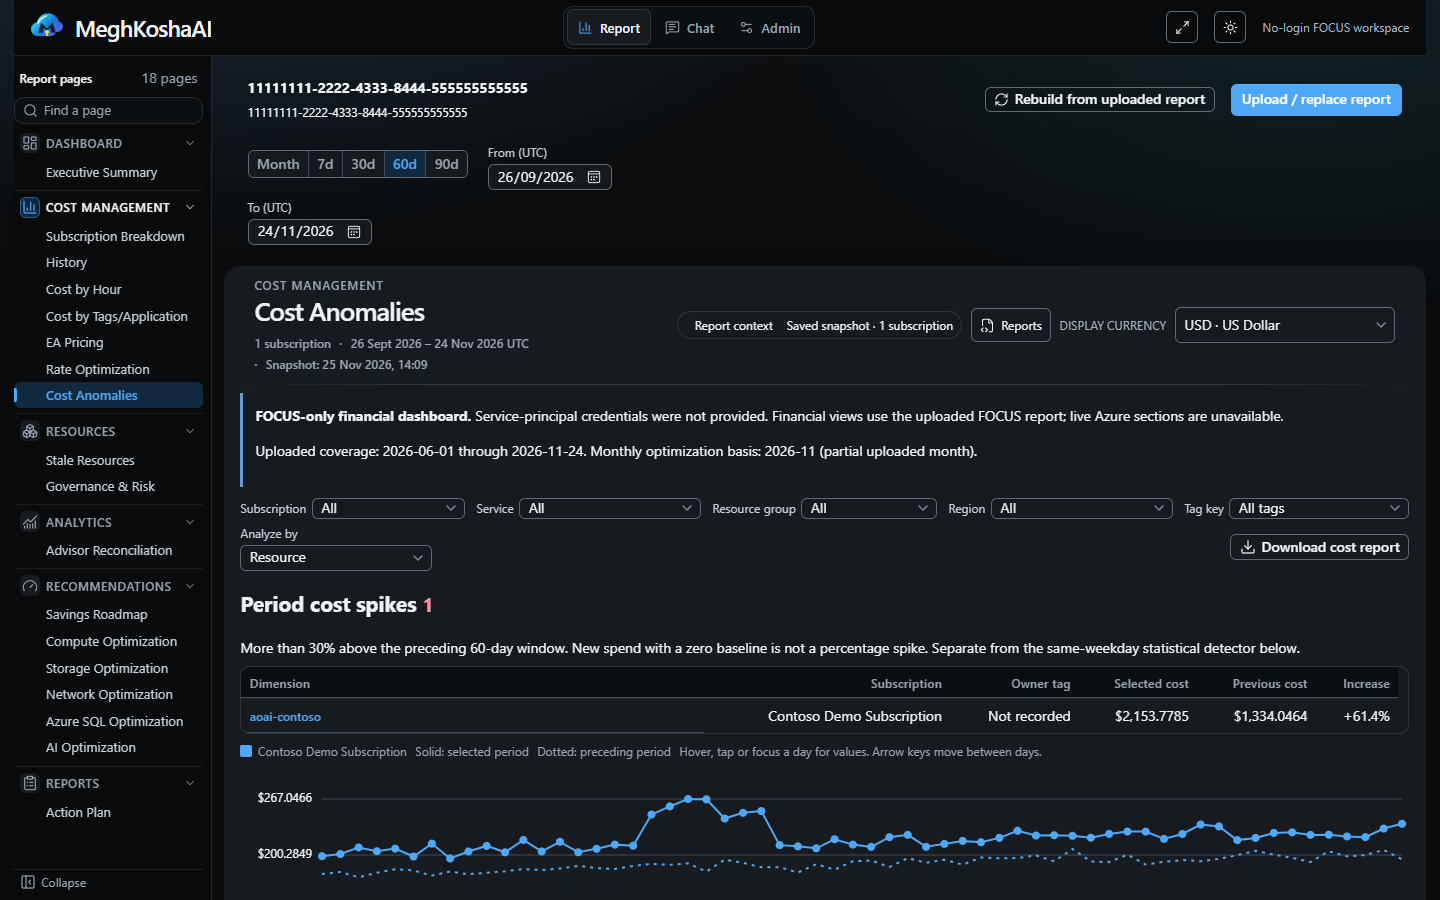 MeghKoshaAI
Report
Chat
Admin
No-login FOCUS workspace
Report pages
18 pages
Find a page
DASHBOARD
Executive Summary
COST MANAGEMENT
Subscription Breakdown
History
Cost by Hour
Cost by Tags/Application
EA Pricing
Rate Optimization
Cost Anomalies
RESOURCES
Stale Resources
Governance & Risk
ANALYTICS
Advisor Reconciliation
RECOMMENDATIONS
Savings Roadmap
Compute Optimization
Storage Optimization
Network Optimization
Azure SQL Optimization
AI Optimization
REPORTS
Action Plan
Collapse
11111111-2222-4333-8444-555555555555
11111111-2222-4333-8444-555555555555
Rebuild from uploaded report
Upload / replace report
Month 7d 30d 60d 90d
From (UTC)
26/09/2026
To (UTC)
24/11/2026
COST MANAGEMENT
Cost Anomalies
1 subscription · 26 Sept 2026 – 24 Nov 2026 UTC
· Snapshot: 25 Nov 2026, 14:09
Report context Saved snapshot · 1 subscription
Reports
DISPLAY CURRENCY
USD · US Dollar
FOCUS-only financial dashboard. Service-principal credentials were not provided. Financial views use the uploaded FOCUS report; live Azure sections are unavailable.
Uploaded coverage: 2026-06-01 through 2026-11-24. Monthly optimization basis: 2026-11 (partial uploaded month).
Subscription All Service All Resource group All Region All Tag key All tags
Analyze by
Resource
Download cost report
Period cost spikes 1
More than 30% above the preceding 60-day window. New spend with a zero baseline is not a percentage spike. Separate from the same-weekday statistical detector below.
Dimension Subscription Owner tag Selected cost Previous cost Increase
aoai-contoso Contoso Demo Subscription Not recorded $2,153.7785 $1,334.0464 +61.4%
Contoso Demo Subscription Solid: selected period Dotted: preceding period Hover, tap or focus a day for values. Arrow keys move between days.
$267.0466
$200.2849